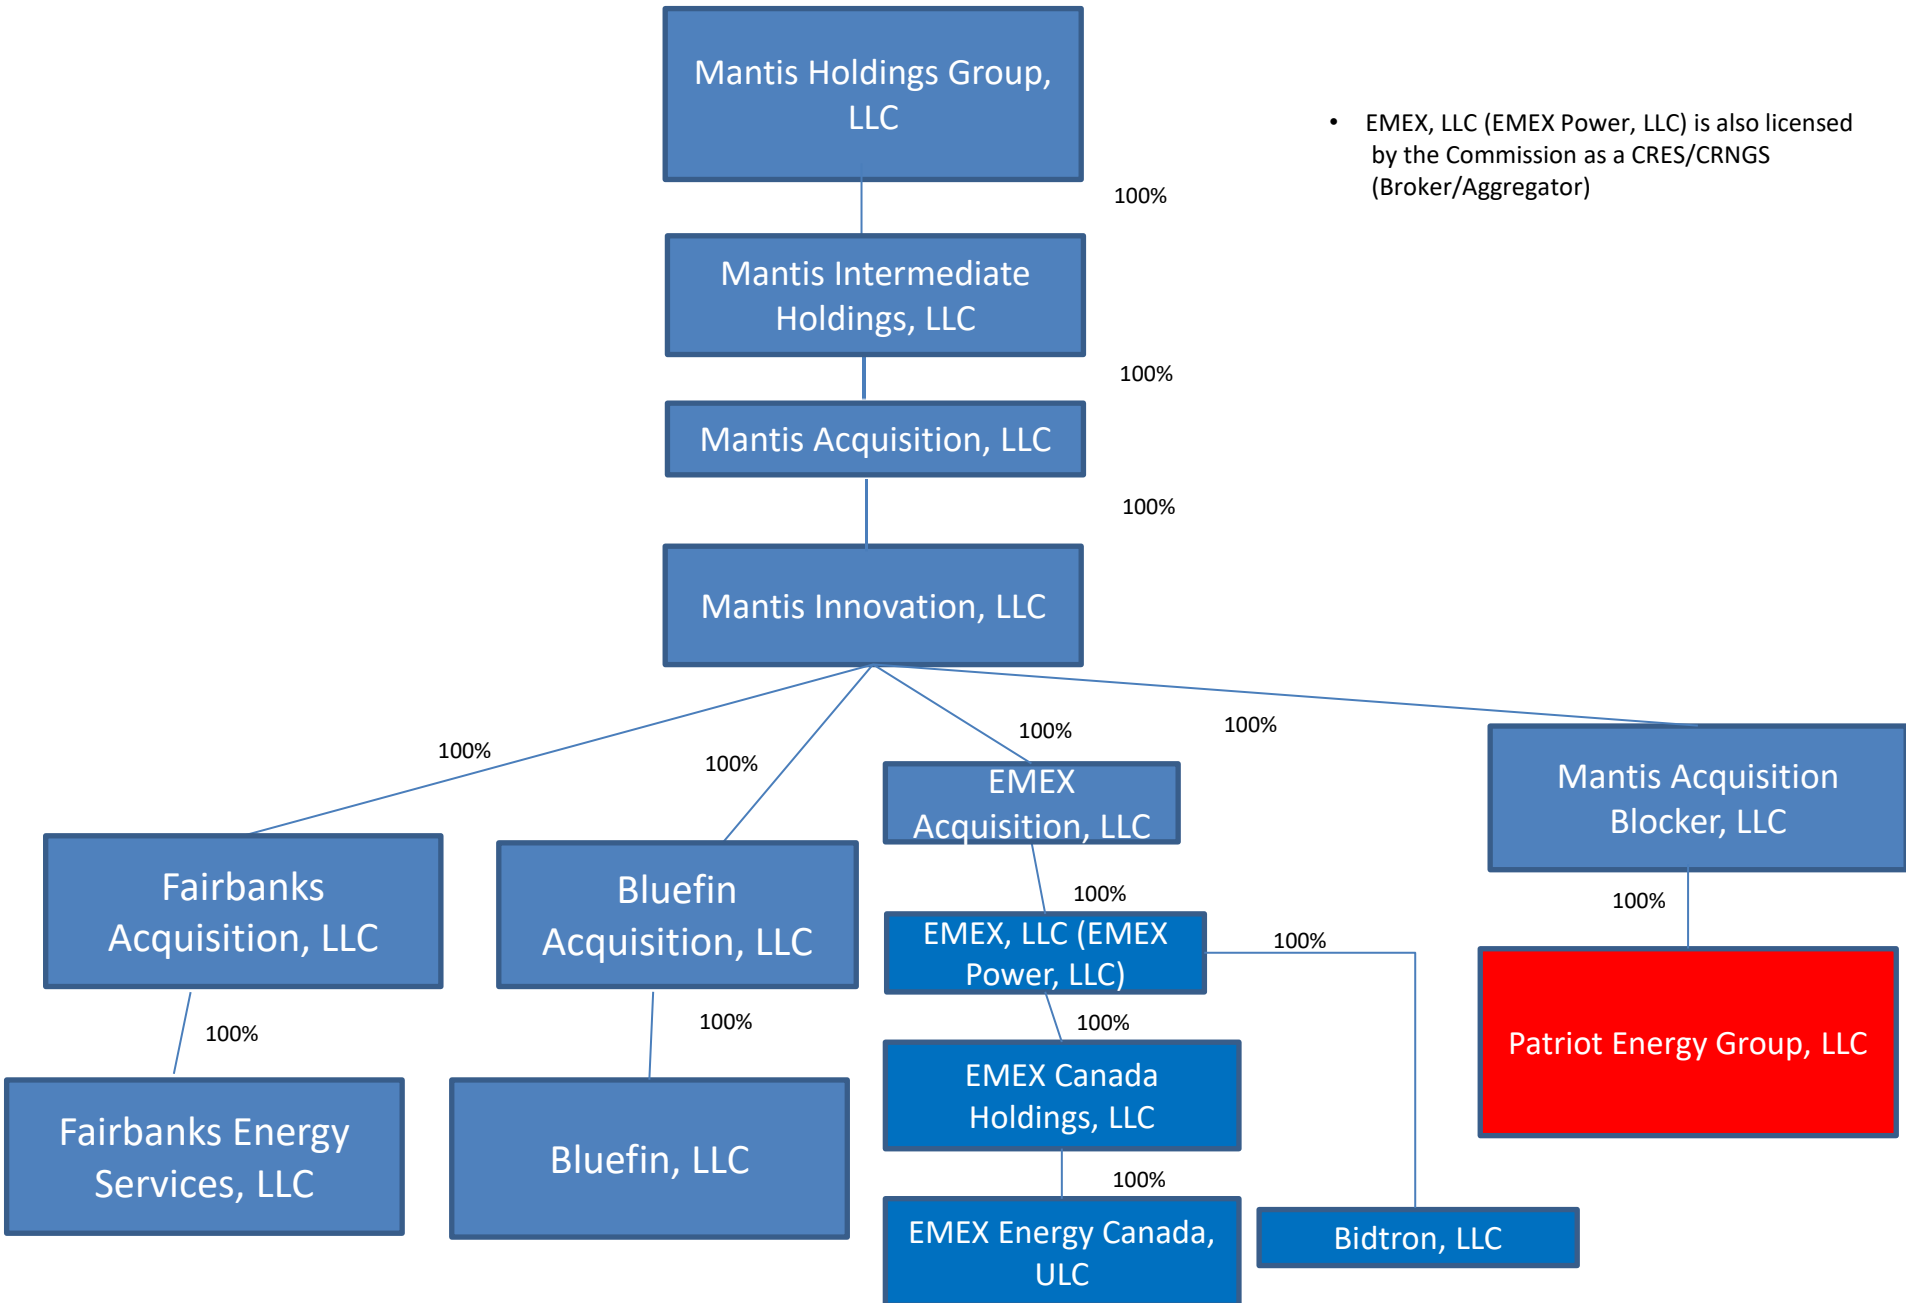 Mantis Holdings Group,
LLC
• EMEX, LLC (EMEX Power, LLC) is also licensed
by the Commission as a CRES/CRNGS
(Broker/Aggregator)
100%
Mantis Intermediate
Holdings, LLC
100%
Mantis Acquisition, LLC
100%
Mantis Innovation, LLC
100%
100%
100%
100%
Fairbanks
Acquisition, LLC
Bluefin
Acquisition, LLC
EMEX
Acquisition, LLC
Mantis Acquisition
Blocker, LLC
100%
100%
EMEX, LLC (EMEX
Power, LLC)
100%
Patriot Energy Group, LLC
100%
100%
100%
EMEX Canada
Holdings, LLC
Fairbanks Energy
Services, LLC
Bluefin, LLC
100%
EMEX Energy Canada,
ULC
Bidtron, LLC